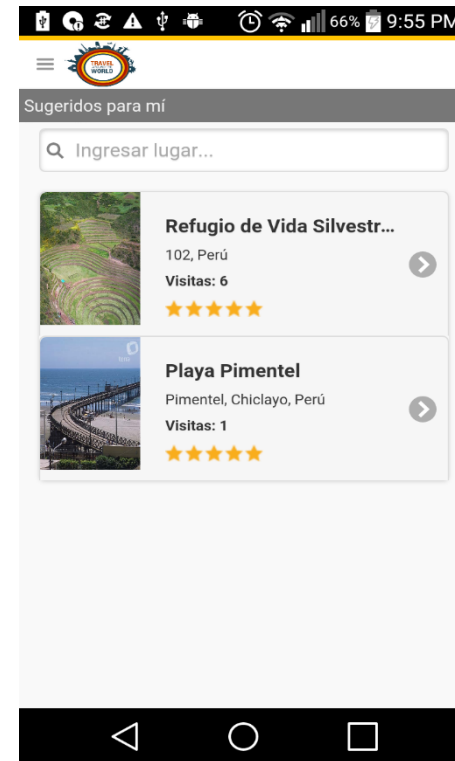 66% 9:55 PM
TRAVEL
WORLD
Sugeridos para mí
Ingresar lugar...
Refugio de Vida Silvestr...
102, Perú
Visitas: 6
Playa Pimentel
Pimentel, Chiclayo, Perú
Visitas: 1